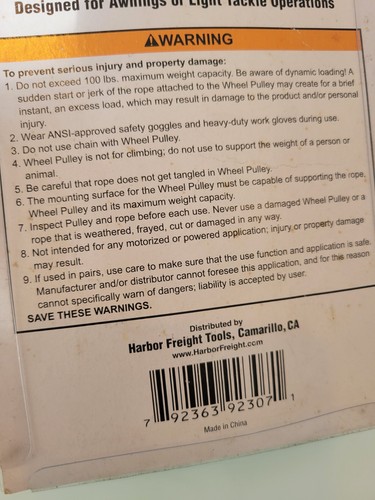 Designed for Awnings or Light Tackle Operations
⚠WARNING
To prevent serious injury and property damage:
1. Do not exceed 100 lbs. maximum weight capacity. Be aware of dynamic loading! A
sudden start or jerk of the rope attached to the Wheel Pulley may create for a brief
instant, an excess load, which may result in damage to the product and/or personal
injury.
2. Wear ANSI-approved safety goggles and heavy-duty work gloves during use.
3. Do not use chain with Wheel Pulley.
4. Wheel Pulley is not for climbing; do not use to support the weight of a person or
animal.
5. Be careful that rope does not get tangled in Wheel Pulley.
6. The mounting surface for the Wheel Pulley must be capable of supporting the rope,
Wheel Pulley and its maximum weight capacity.
7. Inspect Pulley and rope before each use. Never use a damaged Wheel Pulley or a
rope that is weathered, frayed, cut or damaged in any way.
8. Not intended for any motorized or powered application; injury or property damage
may result.
9. If used in pairs, use care to make sure that the use function and application is safe.
Manufacturer and/or distributor cannot foresee this application, and for this reason
cannot specifically warn of dangers; liability is accepted by user.
SAVE THESE WARNINGS.
Distributed by
Harbor Freight Tools, Camarillo, CA
www.HarborFreight.com
7 92363 92307 1
Made in China